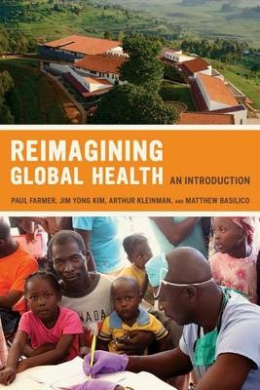 REIMAGINING
GLOBAL HEALTH AN INTRODUCTION
PAUL FARMER, JIM YONG KIM, ARTHUR KLEINMAN, AND MATTHEW BASILICO